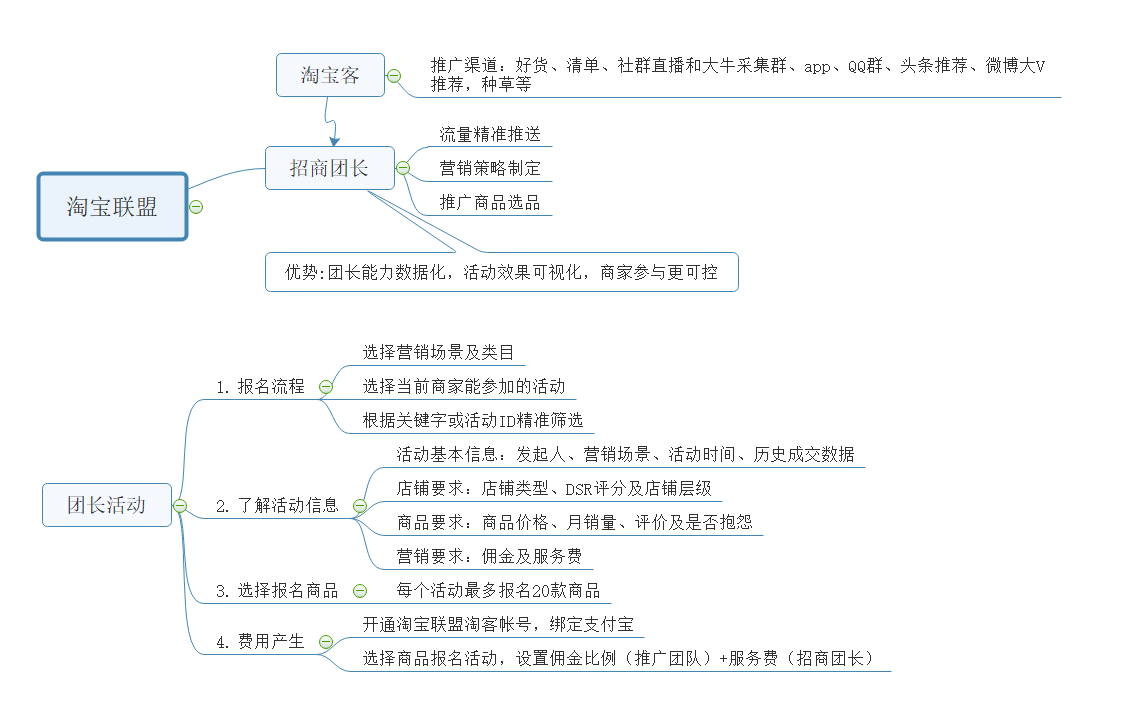 淘宝客
推广渠道：好货、清单、社群直播和大牛采集群、app、QQ群、头条推荐、微博大V
推荐，种草等
流量精准推送
招商团长
营销策略制定
推广商品选品
淘宝联盟
优势:团长能力数据化，活动效果可视化，商家参与更可控
选择营销场景及类目
1. 报名流程
选择当前商家能参加的活动
根据关键字或活动ID精准筛选
活动基本信息：发起人、营销场景、活动时间、历史成交数据
店铺要求：店铺类型、DSR评分及店铺层级
团长活动
2. 了解活动信息
商品要求：商品价格、月销量、评价及是否抱怨
营销要求：佣金及服务费
3. 选择报名商品
每个活动最多报名20款商品
开通淘宝联盟淘客帐号，绑定支付宝
4. 费用产生
选择商品报名活动，设置佣金比例（推广团队）+服务费（招商团长）